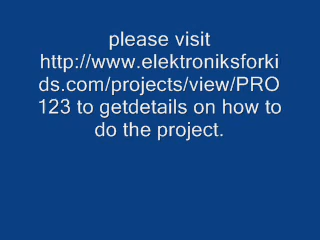 please visit
http://www.elektroniksforki
ds.com/projects/view/PRO
123 to getdetails on how to
do the project.